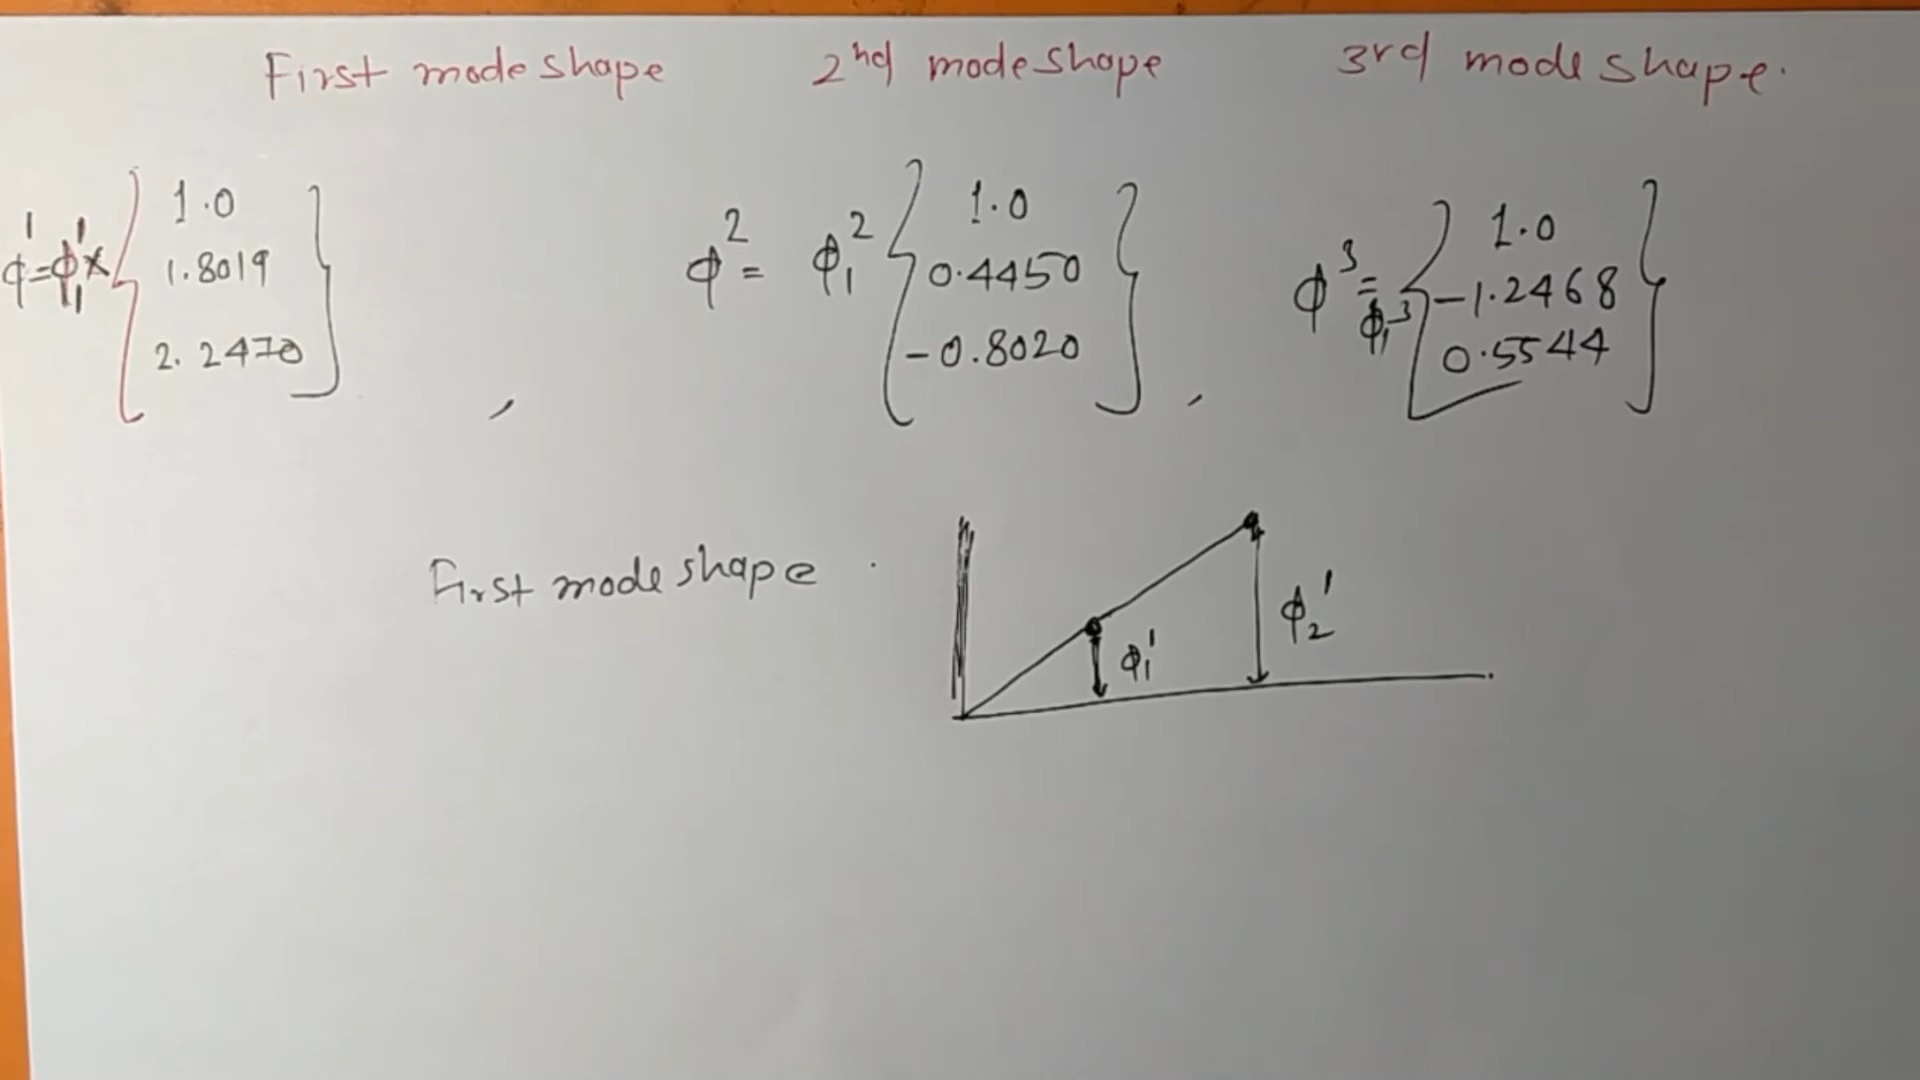 First mode shape 2nd mode shape 3rd mode shape.
ϕ¹=ϕ₁¹× { 1.0 1.8019 2.2470 } ,
ϕ²= ϕ₁² { 1.0 0.4450 -0.8020 } ,
ϕ³= ϕ₁³ { 1.0 -1.2468 0.5544 }
First mode shape .
ϕ₁¹
ϕ₂¹